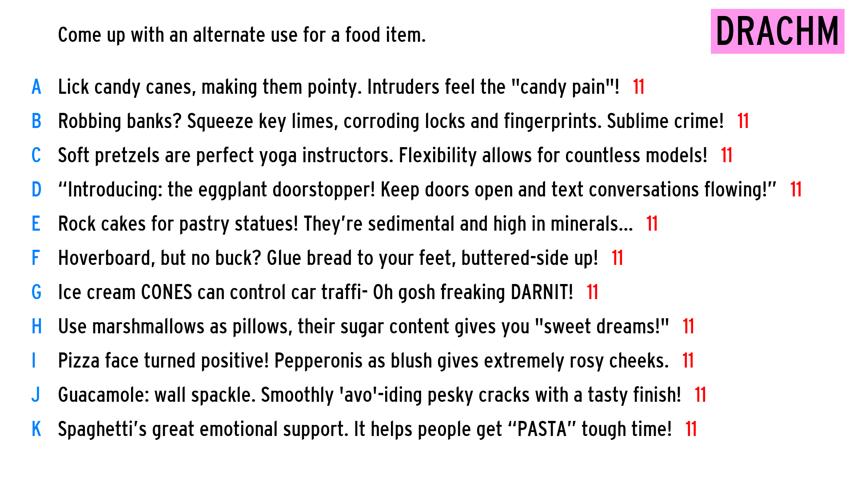 Come up with an alternate use for a food item.
DRACHM
A Lick candy canes, making them pointy. Intruders feel the "candy pain"! 11
B Robbing banks? Squeeze key limes, corroding locks and fingerprints. Sublime crime! 11
C Soft pretzels are perfect yoga instructors. Flexibility allows for countless models! 11
D “Introducing: the eggplant doorstopper! Keep doors open and text conversations flowing!” 11
E Rock cakes for pastry statues! They’re sedimental and high in minerals... 11
F Hoverboard, but no buck? Glue bread to your feet, buttered-side up! 11
G Ice cream CONES can control car traffi- Oh gosh freaking DARNIT! 11
H Use marshmallows as pillows, their sugar content gives you "sweet dreams!" 11
I Pizza face turned positive! Pepperonis as blush gives extremely rosy cheeks. 11
J Guacamole: wall spackle. Smoothly 'avo'-iding pesky cracks with a tasty finish! 11
K Spaghetti’s great emotional support. It helps people get “PASTA” tough time! 11